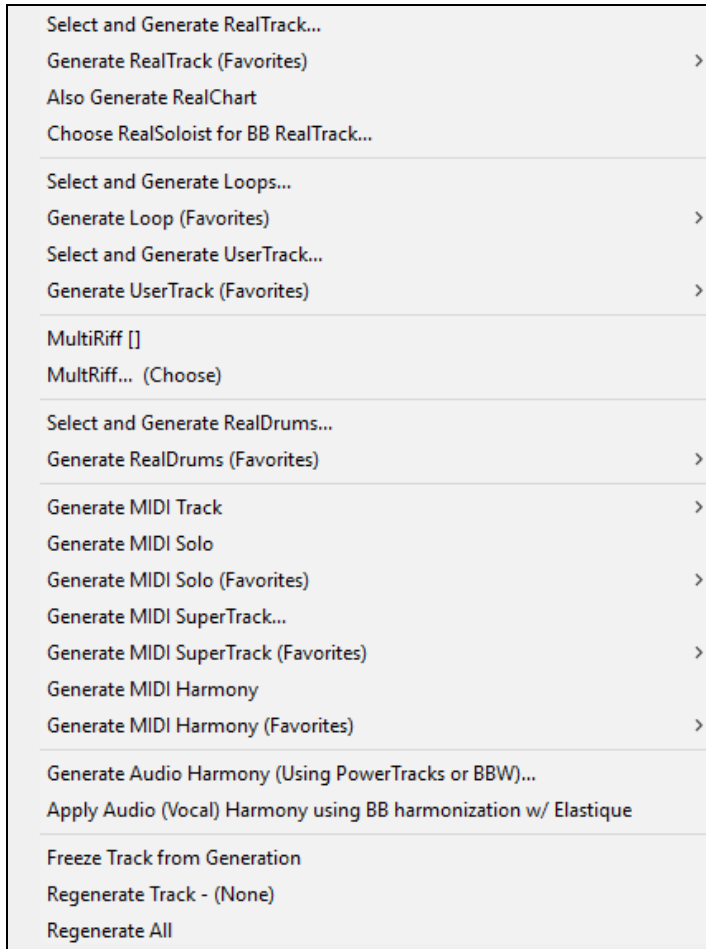 Select and Generate RealTrack...
Generate RealTrack (Favorites)
Also Generate RealChart
Choose RealSoloist for BB RealTrack...
Select and Generate Loops...
Generate Loop (Favorites)
Select and Generate UserTrack...
Generate UserTrack (Favorites)
MultiRiff []
MultRiff... (Choose)
Select and Generate RealDrums...
Generate RealDrums (Favorites)
Generate MIDI Track
Generate MIDI Solo
Generate MIDI Solo (Favorites)
Generate MIDI SuperTrack...
Generate MIDI SuperTrack (Favorites)
Generate MIDI Harmony
Generate MIDI Harmony (Favorites)
Generate Audio Harmony (Using PowerTracks or BBW)...
Apply Audio (Vocal) Harmony using BB harmonization w/ Elastique
Freeze Track from Generation
Regenerate Track - (None)
Regenerate All